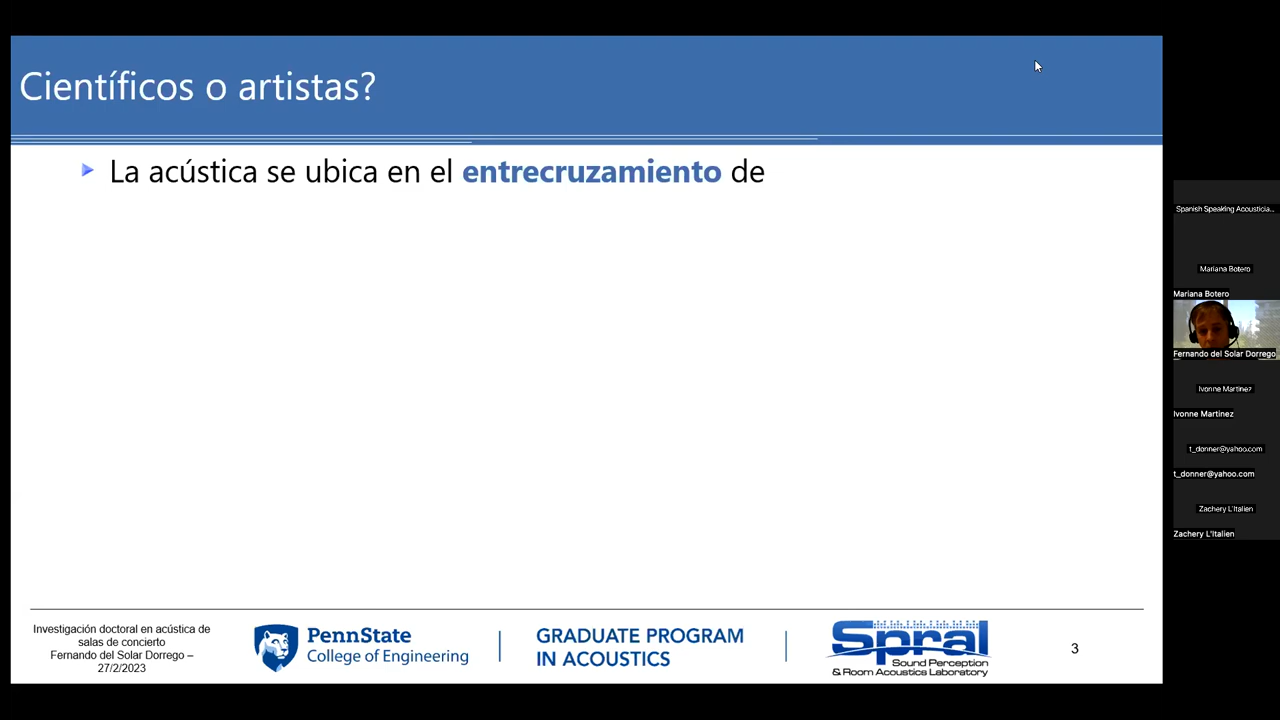 Científicos o artistas?
La acústica se ubica en el entrecruzamiento de
Spanish Speaking Acousticia...
Mariana Botero
Mariana Botero
Fernando del Solar Dorrego
Ivonne Martinez
Ivonne Martinez
t_donner@yahoo.com
t_donner@yahoo.com
Zachery L'Italien
Zachery L'Italien
Investigación doctoral en acústica de
salas de concierto
Fernando del Solar Dorrego –
27/2/2023
PennState
College of Engineering
GRADUATE PROGRAM
IN ACOUSTICS
Spral
Sound Perception
& Room Acoustics Laboratory
3